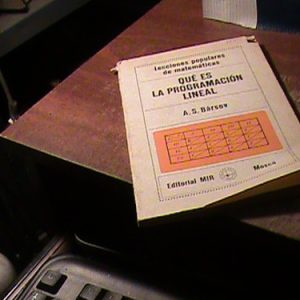 Lecciones populares
de matemáticas
QUÉ ES
LA PROGRAMACIÓN
LINEAL
A. S. Bársov
Editorial MIR Moscú